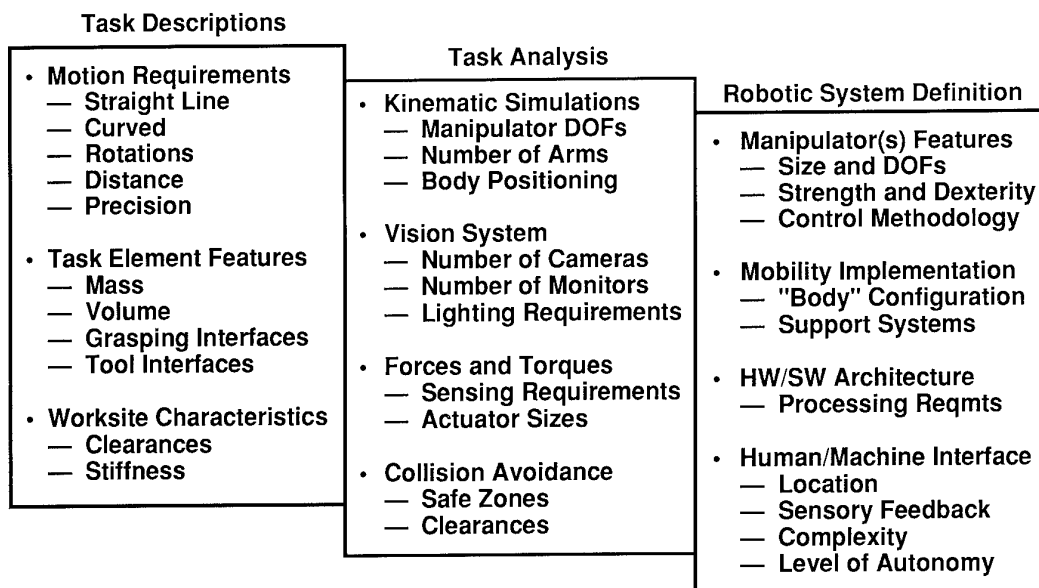 Task Descriptions
• Motion Requirements
— Straight Line
— Curved
— Rotations
— Distance
— Precision
• Task Element Features
— Mass
— Volume
— Grasping Interfaces
— Tool Interfaces
• Worksite Characteristics
— Clearances
— Stiffness
Task Analysis
• Kinematic Simulations
— Manipulator DOFs
— Number of Arms
— Body Positioning
• Vision System
— Number of Cameras
— Number of Monitors
— Lighting Requirements
• Forces and Torques
— Sensing Requirements
— Actuator Sizes
• Collision Avoidance
— Safe Zones
— Clearances
Robotic System Definition
• Manipulator(s) Features
— Size and DOFs
— Strength and Dexterity
— Control Methodology
• Mobility Implementation
— "Body" Configuration
— Support Systems
• HW/SW Architecture
— Processing Reqmts
• Human/Machine Interface
— Location
— Sensory Feedback
— Complexity
— Level of Autonomy